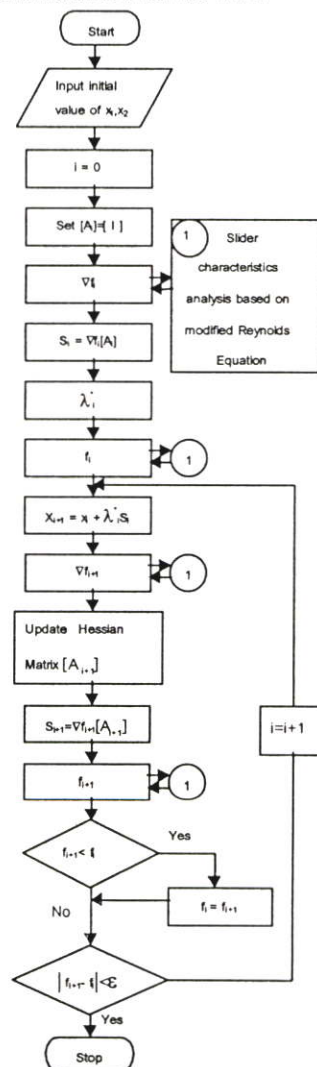 Start
Input initial
value of x₁,x₂
i = 0
Set [A]=[ I ]
1
Slider
characteristics
analysis based on
modified Reynolds
Equation
∇fᵢ
Sᵢ = ∇fᵢ[A]
λ*ᵢ
fᵢ
1
Xᵢ₊₁ = xᵢ + λ*ᵢSᵢ
∇fᵢ₊₁
1
Update Hessian
Matrix [Aᵢ₊₁]
Sᵢ₊₁=∇fᵢ₊₁[Aᵢ₊₁]
i=i+1
fᵢ₊₁
1
fᵢ₊₁< fᵢ
Yes
fᵢ = fᵢ₊₁
No
|fᵢ₊₁- fᵢ|<ε
Yes
Stop